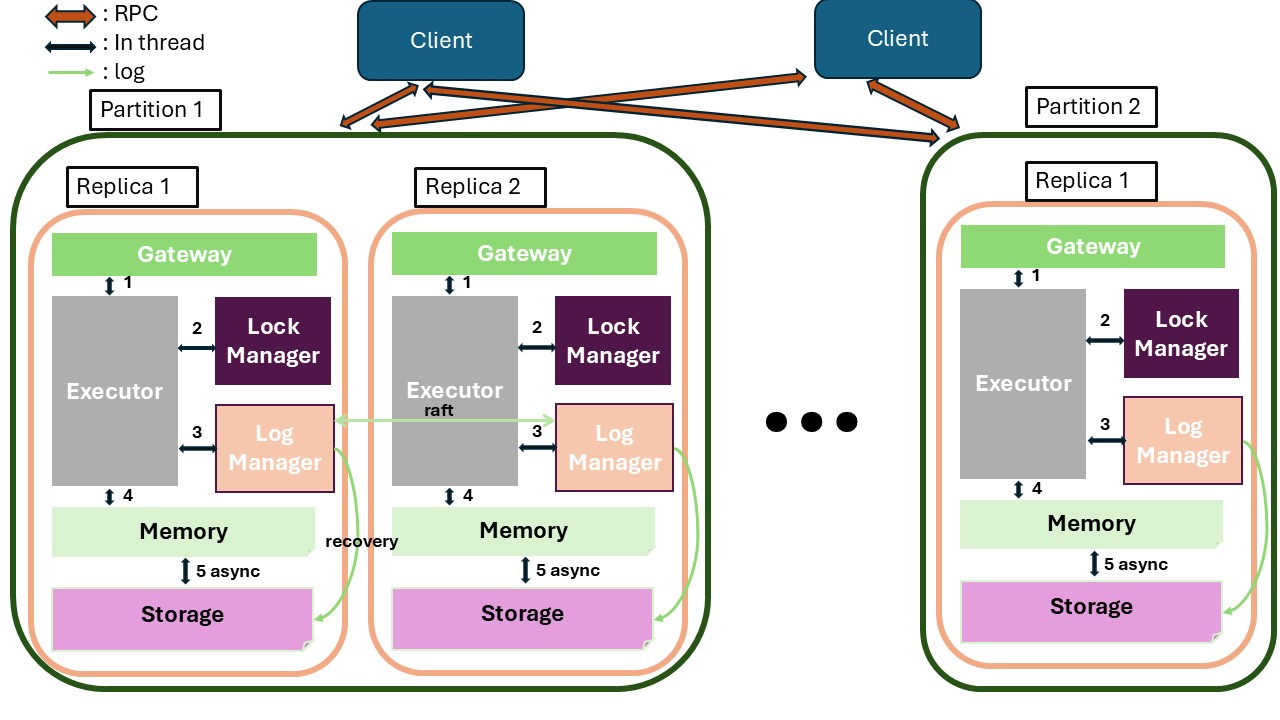 : RPC
: In thread
: log
Client
Client
Partition 1
Partition 2
Replica 1
Replica 2
Replica 1
Gateway
1
Executor
2
Lock
Manager
3
Log
Manager
4
Memory
5 async
Storage
raft
recovery
Gateway
1
Executor
2
Lock
Manager
3
Log
Manager
4
Memory
5 async
Storage
Gateway
1
Executor
2
Lock
Manager
3
Log
Manager
4
Memory
5 async
Storage